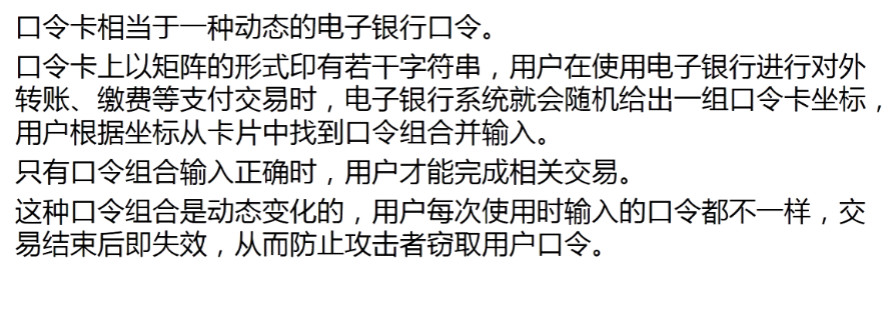 口令卡相当于一种动态的电子银行口令。
口令卡上以矩阵的形式印有若干字符串，用户在使用电子银行进行对外
转账、缴费等支付交易时，电子银行系统就会随机给出一组口令卡坐标，
用户根据坐标从卡片中找到口令组合并输入。
只有口令组合输入正确时，用户才能完成相关交易。
这种口令组合是动态变化的，用户每次使用时输入的口令都不一样，交
易结束后即失效，从而防止攻击者窃取用户口令。